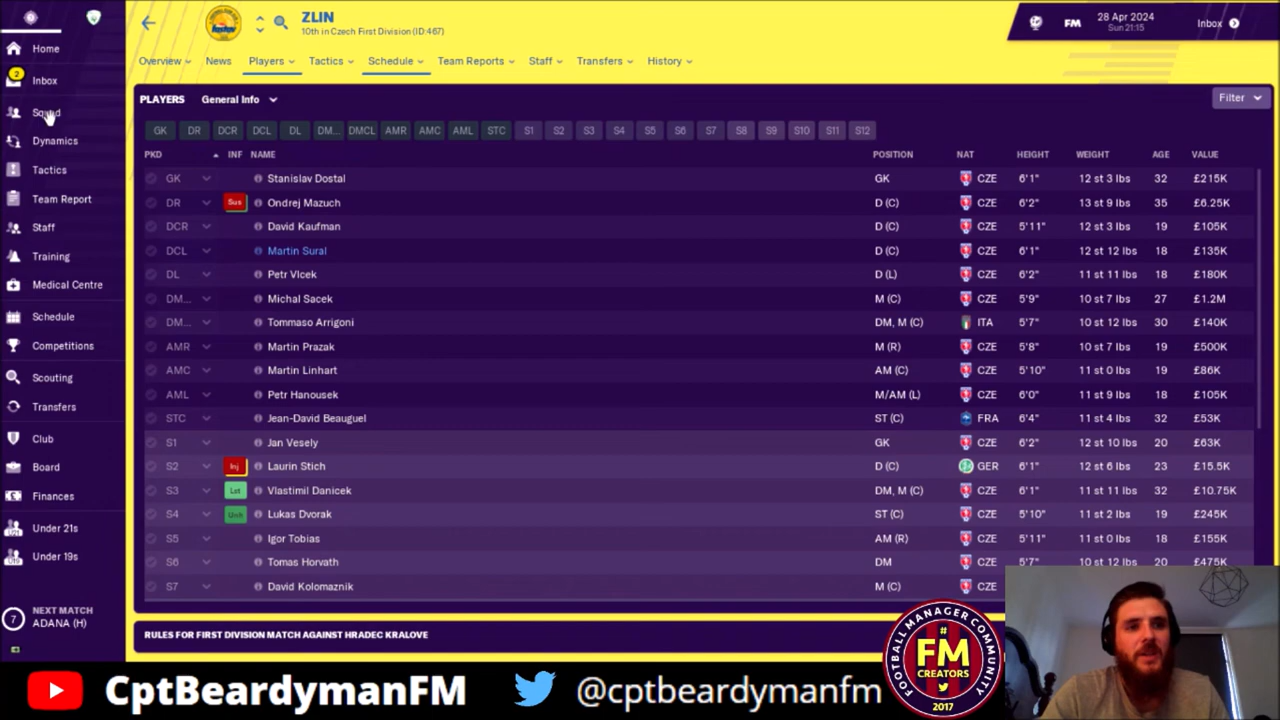 ZLIN
10th in Czech First Division (ID:467)
FM
28 Apr 2024
Sun 21:15
Inbox
Overview
News
Players
Tactics
Schedule
Team Reports
Staff
Transfers
History
Home
2
Inbox
Squad
Dynamics
Tactics
Team Report
Staff
Training
Medical Centre
Schedule
Competitions
Scouting
Transfers
Club
Board
Finances
Under 21s
Under 19s
7
NEXT MATCH
ADANA (H)
PLAYERS General Info Filter
GK DR DCR DCL DL DM... DMCL AMR AMC AML STC S1 S2 S3 S4 S5 S6 S7 S8 S9 S10 S11 S12
PKD INF NAME POSITION NAT HEIGHT WEIGHT AGE VALUE
GK Stanislav Dostal GK CZE 6'1" 12 st 3 lbs 32 £215K
DR Sus Ondrej Mazuch D (C) CZE 6'2" 13 st 9 lbs 35 £6.25K
DCR David Kaufman D (C) CZE 5'11" 12 st 3 lbs 19 £105K
DCL Martin Sural D (C) CZE 6'1" 12 st 12 lbs 18 £135K
DL Petr Vlcek D (L) CZE 6'2" 11 st 11 lbs 18 £180K
DM... Michal Sacek M (C) CZE 5'9" 10 st 7 lbs 27 £1.2M
DM... Tommaso Arrigoni DM, M (C) ITA 5'7" 10 st 12 lbs 30 £140K
AMR Martin Prazak M (R) CZE 5'8" 10 st 7 lbs 19 £500K
AMC Martin Linhart AM (C) CZE 5'10" 11 st 0 lbs 19 £86K
AML Petr Hanousek M/AM (L) CZE 6'0" 11 st 9 lbs 18 £105K
STC Jean-David Beauguel ST (C) FRA 6'4" 11 st 4 lbs 32 £53K
S1 Jan Vesely GK CZE 6'2" 12 st 10 lbs 20 £63K
S2 Inj Laurin Stich D (C) GER 6'1" 12 st 6 lbs 23 £15.5K
S3 Lst Vlastimil Danicek DM, M (C) CZE 6'1" 11 st 11 lbs 32 £10.75K
S4 Unh Lukas Dvorak ST (C) CZE 5'10" 11 st 2 lbs 19 £245K
S5 Igor Tobias AM (R) CZE 5'11" 11 st 0 lbs 18 £155K
S6 Tomas Horvath DM CZE 5'7" 10 st 12 lbs 20 £475K
S7 David Kolomaznik M (C) CZE
RULES FOR FIRST DIVISION MATCH AGAINST HRADEC KRALOVE
FOOTBALL MANAGER COMMUNITY
#
FM
CREATORS
2017
CptBeardymanFM
@cptbeardymanfm